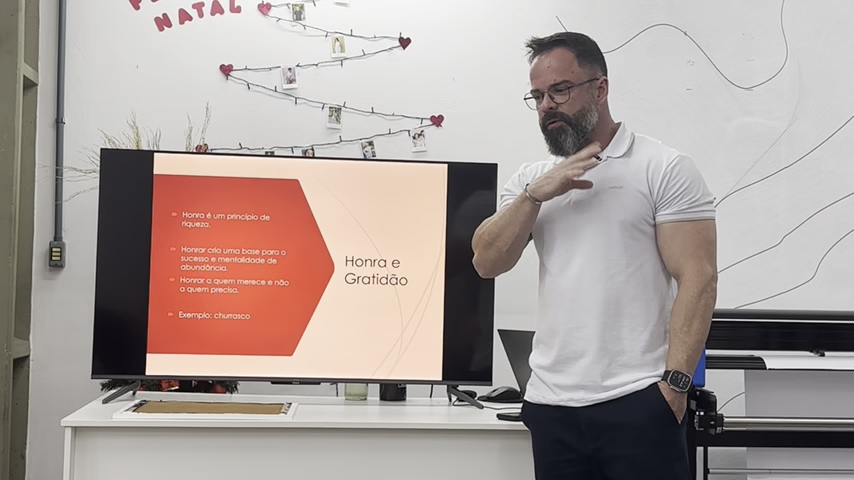 NATAL
Honra é um princípio de
riqueza.
Honrar cria uma base para o
sucesso e mentalidade de
abundância.
Honrar a quem merece e não
a quem precisa.
Exemplo: churrasco
Honra e
Gratidão